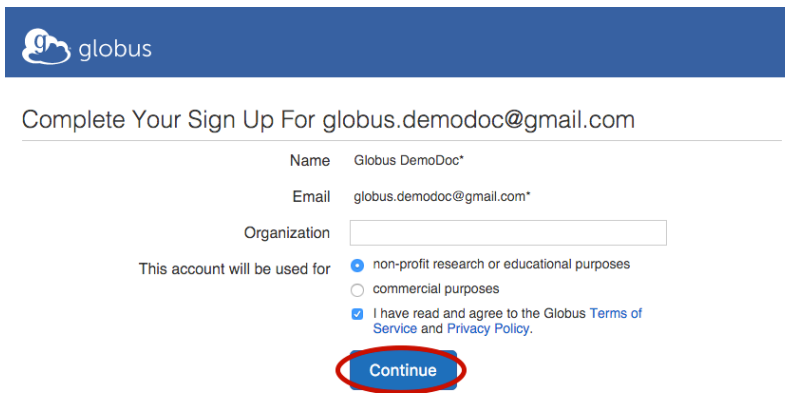 g globus
Complete Your Sign Up For globus.demodoc@gmail.com
Name Globus DemoDoc*
Email globus.demodoc@gmail.com*
Organization
This account will be used for non-profit research or educational purposes
commercial purposes
I have read and agree to the Globus Terms of
Service and Privacy Policy.
Continue